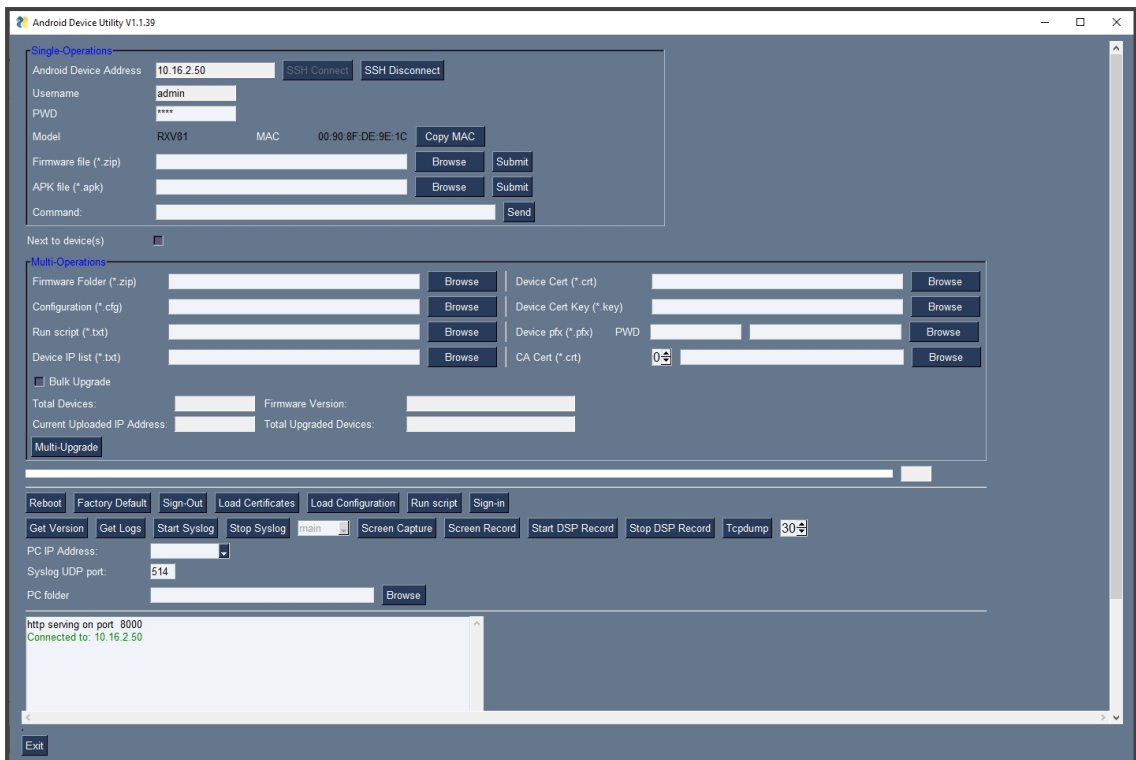 Android Device Utility V1.1.39
Single-Operations
Android Device Address 10.16.2.50 SSH Connect SSH Disconnect
Username admin
PWD ****
Model RXV81 MAC 00:90:8F:DE:9E:1C Copy MAC
Firmware file (*.zip) Browse Submit
APK file (*.apk) Browse Submit
Command: Send
Next to device(s)
Multi-Operations
Firmware Folder (*.zip) Browse Device Cert (*.crt) Browse
Configuration (*.cfg) Browse Device Cert Key (*.key) Browse
Run script (*.txt) Browse Device pfx (*.pfx) PWD Browse
Device IP list (*.txt) Browse CA Cert (*.crt) 0 Browse
Bulk Upgrade
Total Devices: Firmware Version:
Current Uploaded IP Address: Total Upgraded Devices:
Multi-Upgrade
Reboot Factory Default Sign-Out Load Certificates Load Configuration Run script Sign-in
Get Version Get Logs Start Syslog Stop Syslog main Screen Capture Screen Record Start DSP Record Stop DSP Record Tcpdump 30
PC IP Address:
Syslog UDP port: 514
PC folder Browse
http serving on port 8000
Connected to: 10.16.2.50
Exit